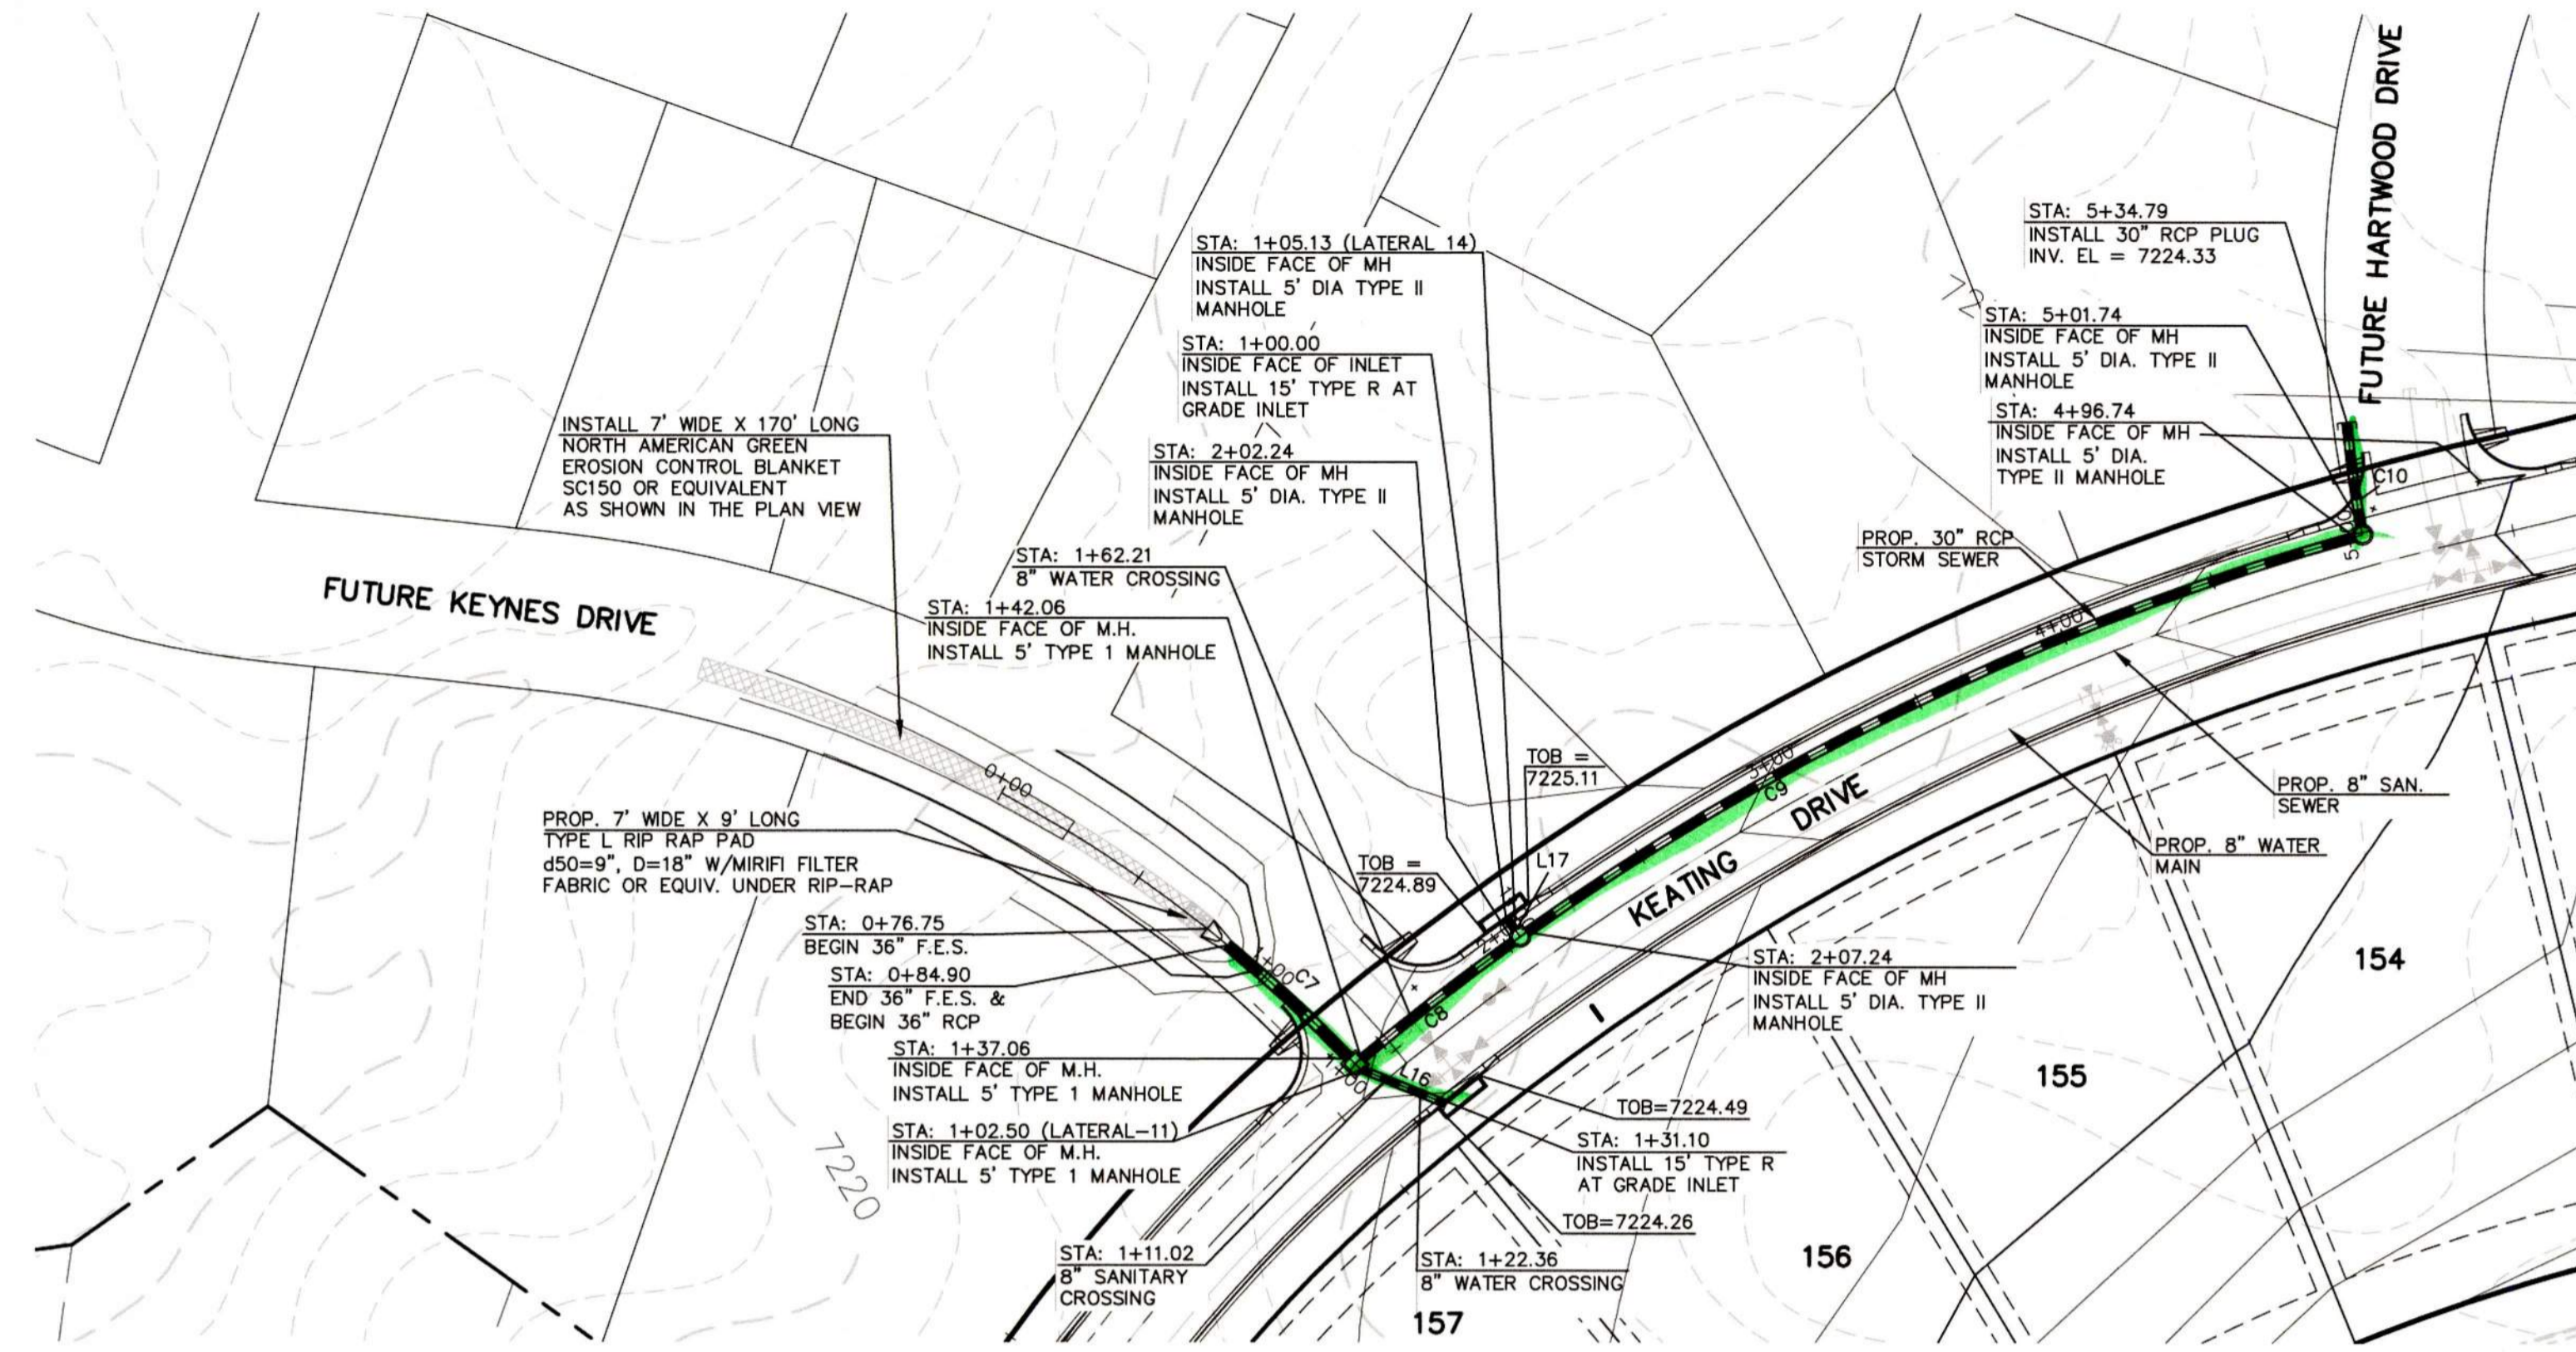 FUTURE HARTWOOD DRIVE
STA: 5+34.79
INSTALL 30" RCP PLUG
INV. EL = 7224.33
STA: 5+01.74
INSIDE FACE OF MH
INSTALL 5' DIA. TYPE II
MANHOLE
STA: 4+96.74
INSIDE FACE OF MH
INSTALL 5' DIA.
TYPE II MANHOLE
C10
PROP. 30" RCP
STORM SEWER
STA: 1+05.13 (LATERAL 14)
INSIDE FACE OF MH
INSTALL 5' DIA TYPE II
MANHOLE
STA: 1+00.00
INSIDE FACE OF INLET
INSTALL 15' TYPE R AT
GRADE INLET
STA: 2+02.24
INSIDE FACE OF MH
INSTALL 5' DIA. TYPE II
MANHOLE
STA: 1+62.21
8" WATER CROSSING
STA: 1+42.06
INSIDE FACE OF M.H.
INSTALL 5' TYPE 1 MANHOLE
INSTALL 7' WIDE X 170' LONG
NORTH AMERICAN GREEN
EROSION CONTROL BLANKET
SC150 OR EQUIVALENT
AS SHOWN IN THE PLAN VIEW
FUTURE KEYNES DRIVE
0+00
PROP. 7' WIDE X 9' LONG
TYPE L RIP RAP PAD
d50=9", D=18" W/MIRIFI FILTER
FABRIC OR EQUIV. UNDER RIP-RAP
STA: 0+76.75
BEGIN 36" F.E.S.
STA: 0+84.90
END 36" F.E.S. &
BEGIN 36" RCP
STA: 1+37.06
INSIDE FACE OF M.H.
INSTALL 5' TYPE 1 MANHOLE
STA: 1+02.50 (LATERAL-11)
INSIDE FACE OF M.H.
INSTALL 5' TYPE 1 MANHOLE
STA: 1+11.02
8" SANITARY
CROSSING
7220
72
1+00
C7
1+00
L16
C8
TOB =
7224.89
TOB =
7225.11
L17
3+00
C9
4+00
KEATING DRIVE
PROP. 8" SAN.
SEWER
PROP. 8" WATER
MAIN
STA: 2+07.24
INSIDE FACE OF MH
INSTALL 5' DIA. TYPE II
MANHOLE
TOB=7224.49
STA: 1+31.10
INSTALL 15' TYPE R
AT GRADE INLET
TOB=7224.26
STA: 1+22.36
8" WATER CROSSING
154
155
156
157